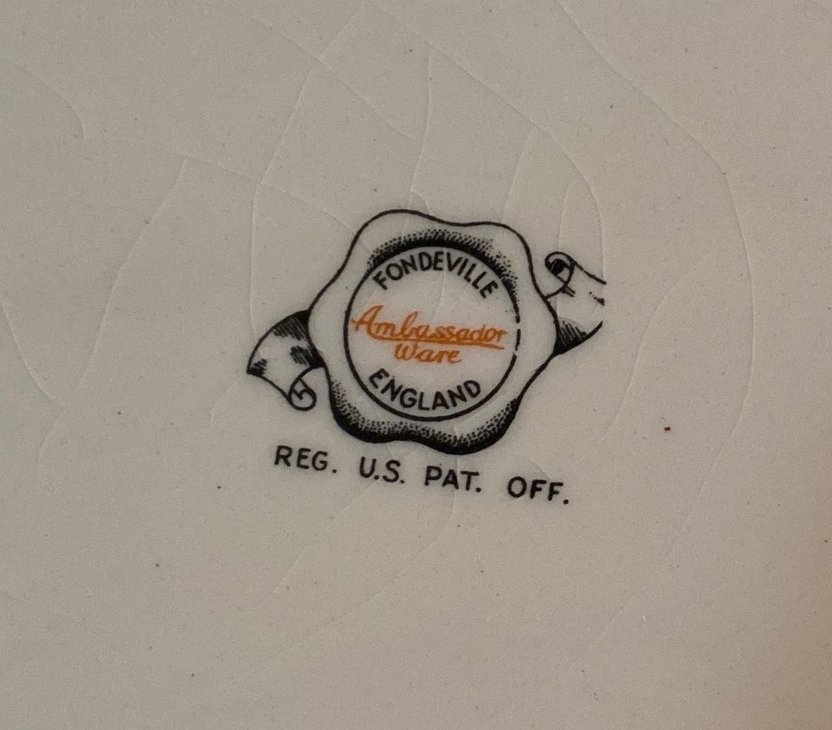 FONDEVILLE
Ambassador
Ware
ENGLAND
REG. U.S. PAT. OFF.